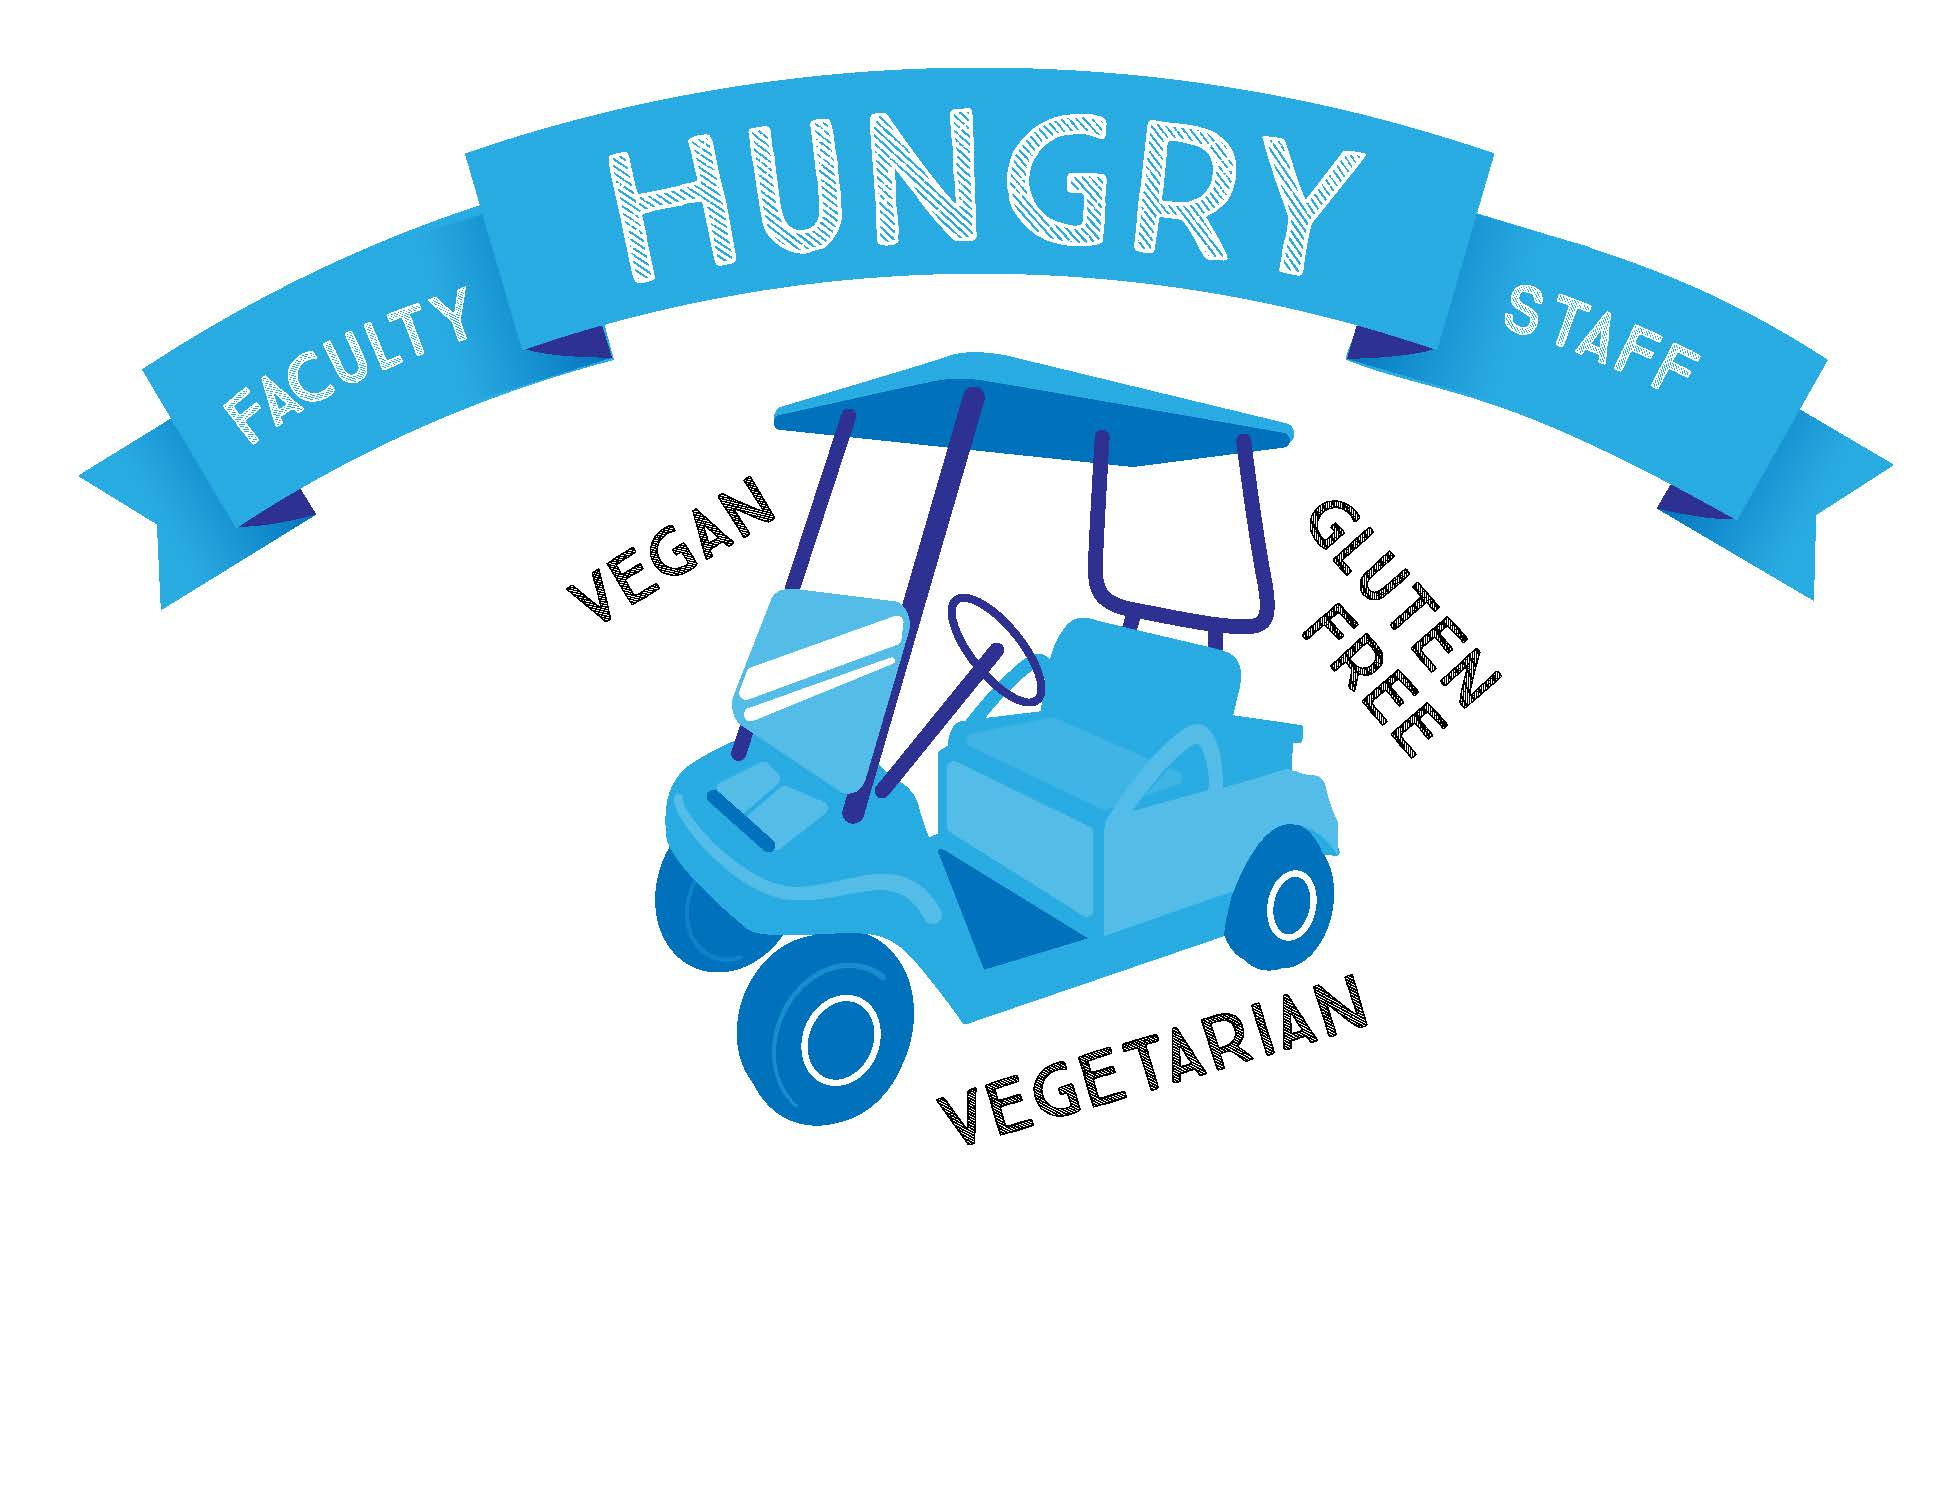 FACULTY
HUNGRY
STAFF
VEGAN
GLUTEN
FREE
VEGETARIAN